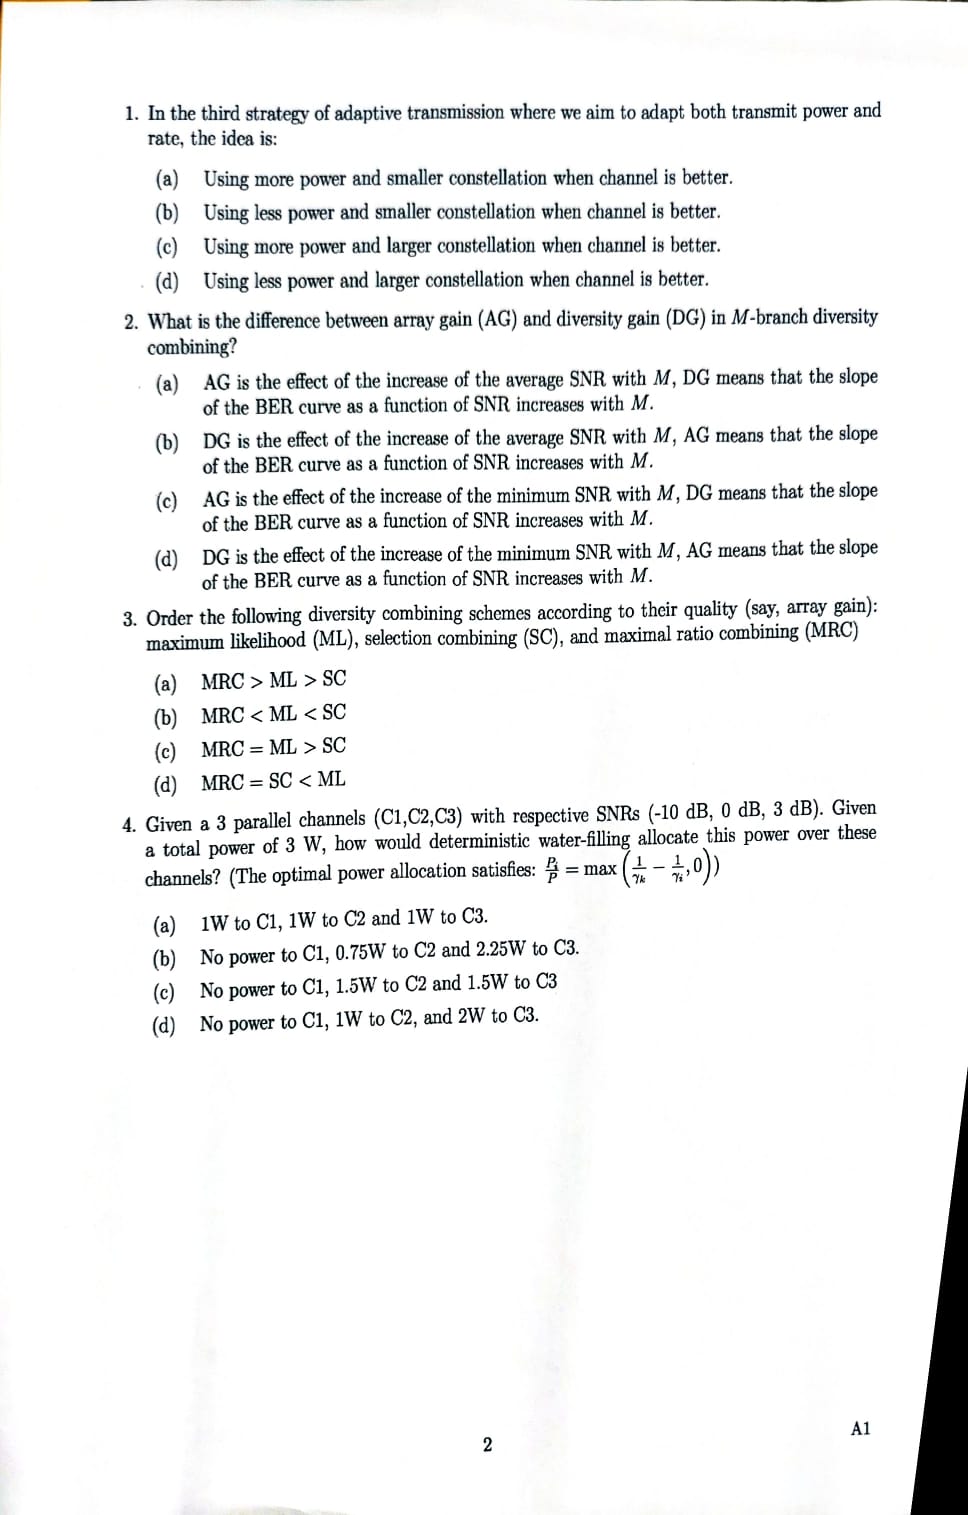 1. In the third strategy of adaptive transmission where we aim to adapt both transmit power and
rate, the idea is:
(a) Using more power and smaller constellation when channel is better.
(b) Using less power and smaller constellation when channel is better.
(c) Using more power and larger constellation when channel is better.
(d) Using less power and larger constellation when channel is better.
2. What is the difference between array gain (AG) and diversity gain (DG) in M-branch diversity
combining?
(a) AG is the effect of the increase of the average SNR with M, DG means that the slope
of the BER curve as a function of SNR increases with M.
(b) DG is the effect of the increase of the average SNR with M, AG means that the slope
of the BER curve as a function of SNR increases with M.
(c) AG is the effect of the increase of the minimum SNR with M, DG means that the slope
of the BER curve as a function of SNR increases with M.
(d) DG is the effect of the increase of the minimum SNR with M, AG means that the slope
of the BER curve as a function of SNR increases with M.
3. Order the following diversity combining schemes according to their quality (say, array gain):
maximum likelihood (ML), selection combining (SC), and maximal ratio combining (MRC)
(a) MRC > ML > SC
(b) MRC < ML < SC
(c) MRC = ML > SC
(d) MRC = SC < ML
4. Given a 3 parallel channels (C1,C2,C3) with respective SNRs (-10 dB, 0 dB, 3 dB). Given
a total power of 3 W, how would deterministic water-filling allocate this power over these
channels? (The optimal power allocation satisfies: P_i/P = max(1/γ_k − 1/γ_i, 0))
(a) 1W to C1, 1W to C2 and 1W to C3.
(b) No power to C1, 0.75W to C2 and 2.25W to C3.
(c) No power to C1, 1.5W to C2 and 1.5W to C3
(d) No power to C1, 1W to C2, and 2W to C3.
A1
2